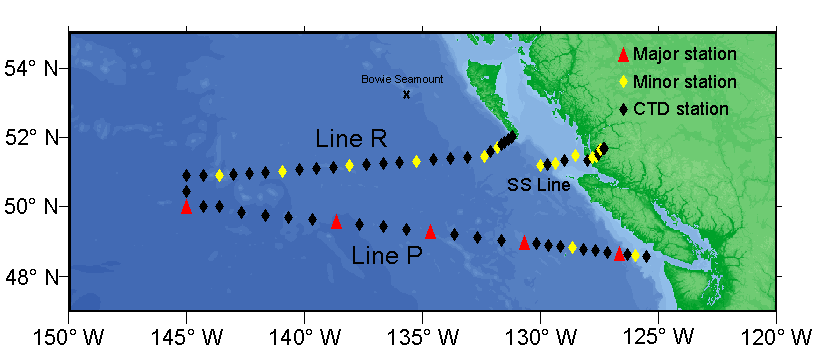 54° N
52° N
50° N
48° N
Bowie Seamount
x
Major station
Minor station
CTD station
Line R
SS Line
Line P
150° W
145° W
140° W
135° W
130° W
125° W
120° W